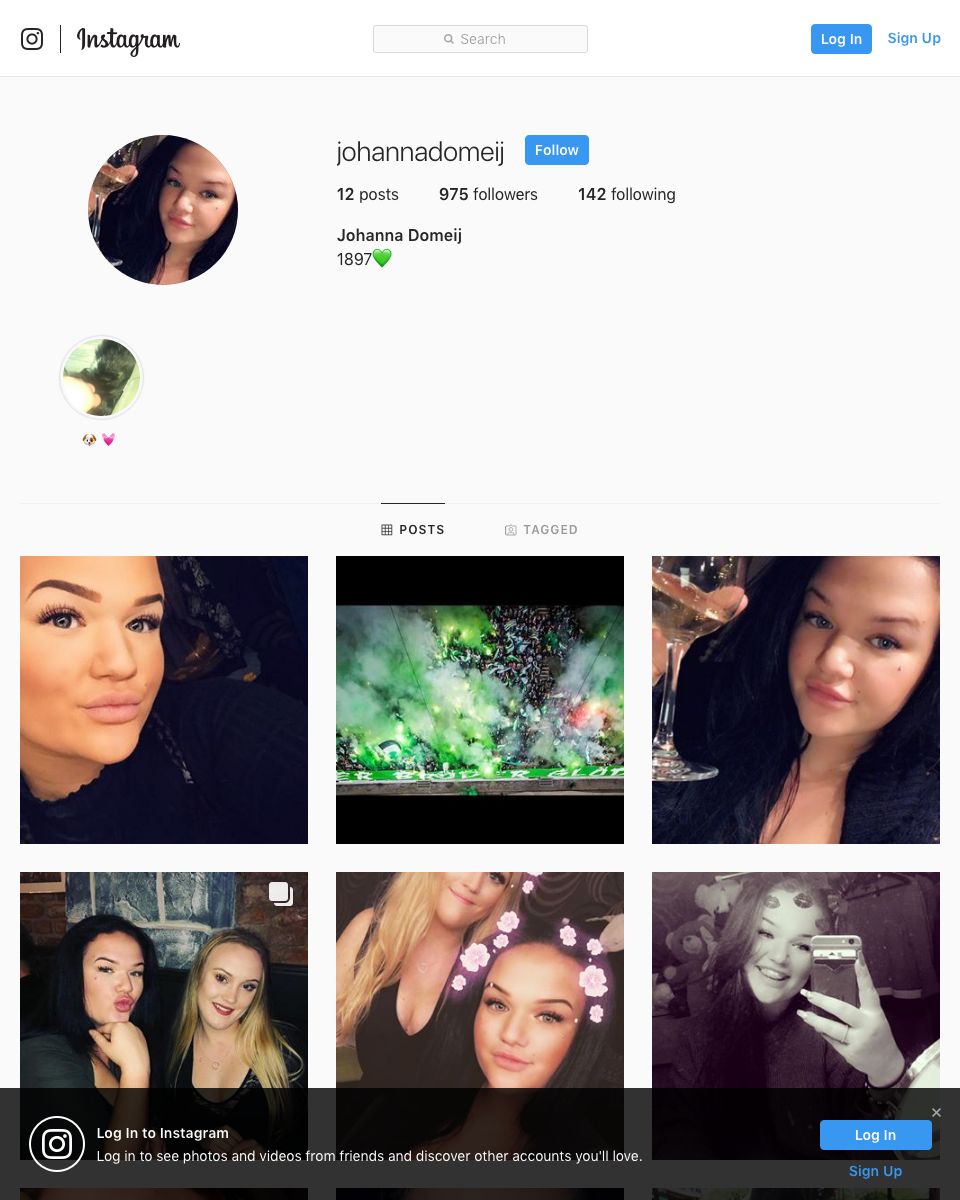 Instagram
Search
Log In
Sign Up
johannadomeij
Follow
12 posts 975 followers 142 following
Johanna Domeij
1897💚
🐶 💓
POSTS
TAGGED
Log In to Instagram
Log in to see photos and videos from friends and discover other accounts you'll love.
Log In
Sign Up